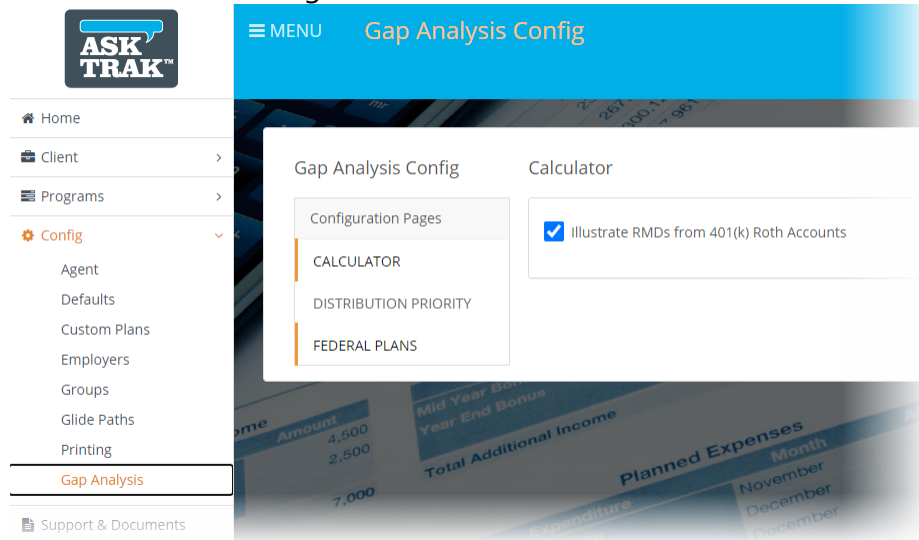 ASK
TRAK™
MENU
Gap Analysis Config
Home
Client
Programs
Config
Agent
Defaults
Custom Plans
Employers
Groups
Glide Paths
Printing
Gap Analysis
Support & Documents
Gap Analysis Config
Configuration Pages
CALCULATOR
DISTRIBUTION PRIORITY
FEDERAL PLANS
Calculator
Illustrate RMDs from 401(k) Roth Accounts
Mid Year Bonus
Year End Bonus
Total Additional Income
Amount
4,500
2,500
7,000
Planned Expenses
Month
November
December
December
Expenditure